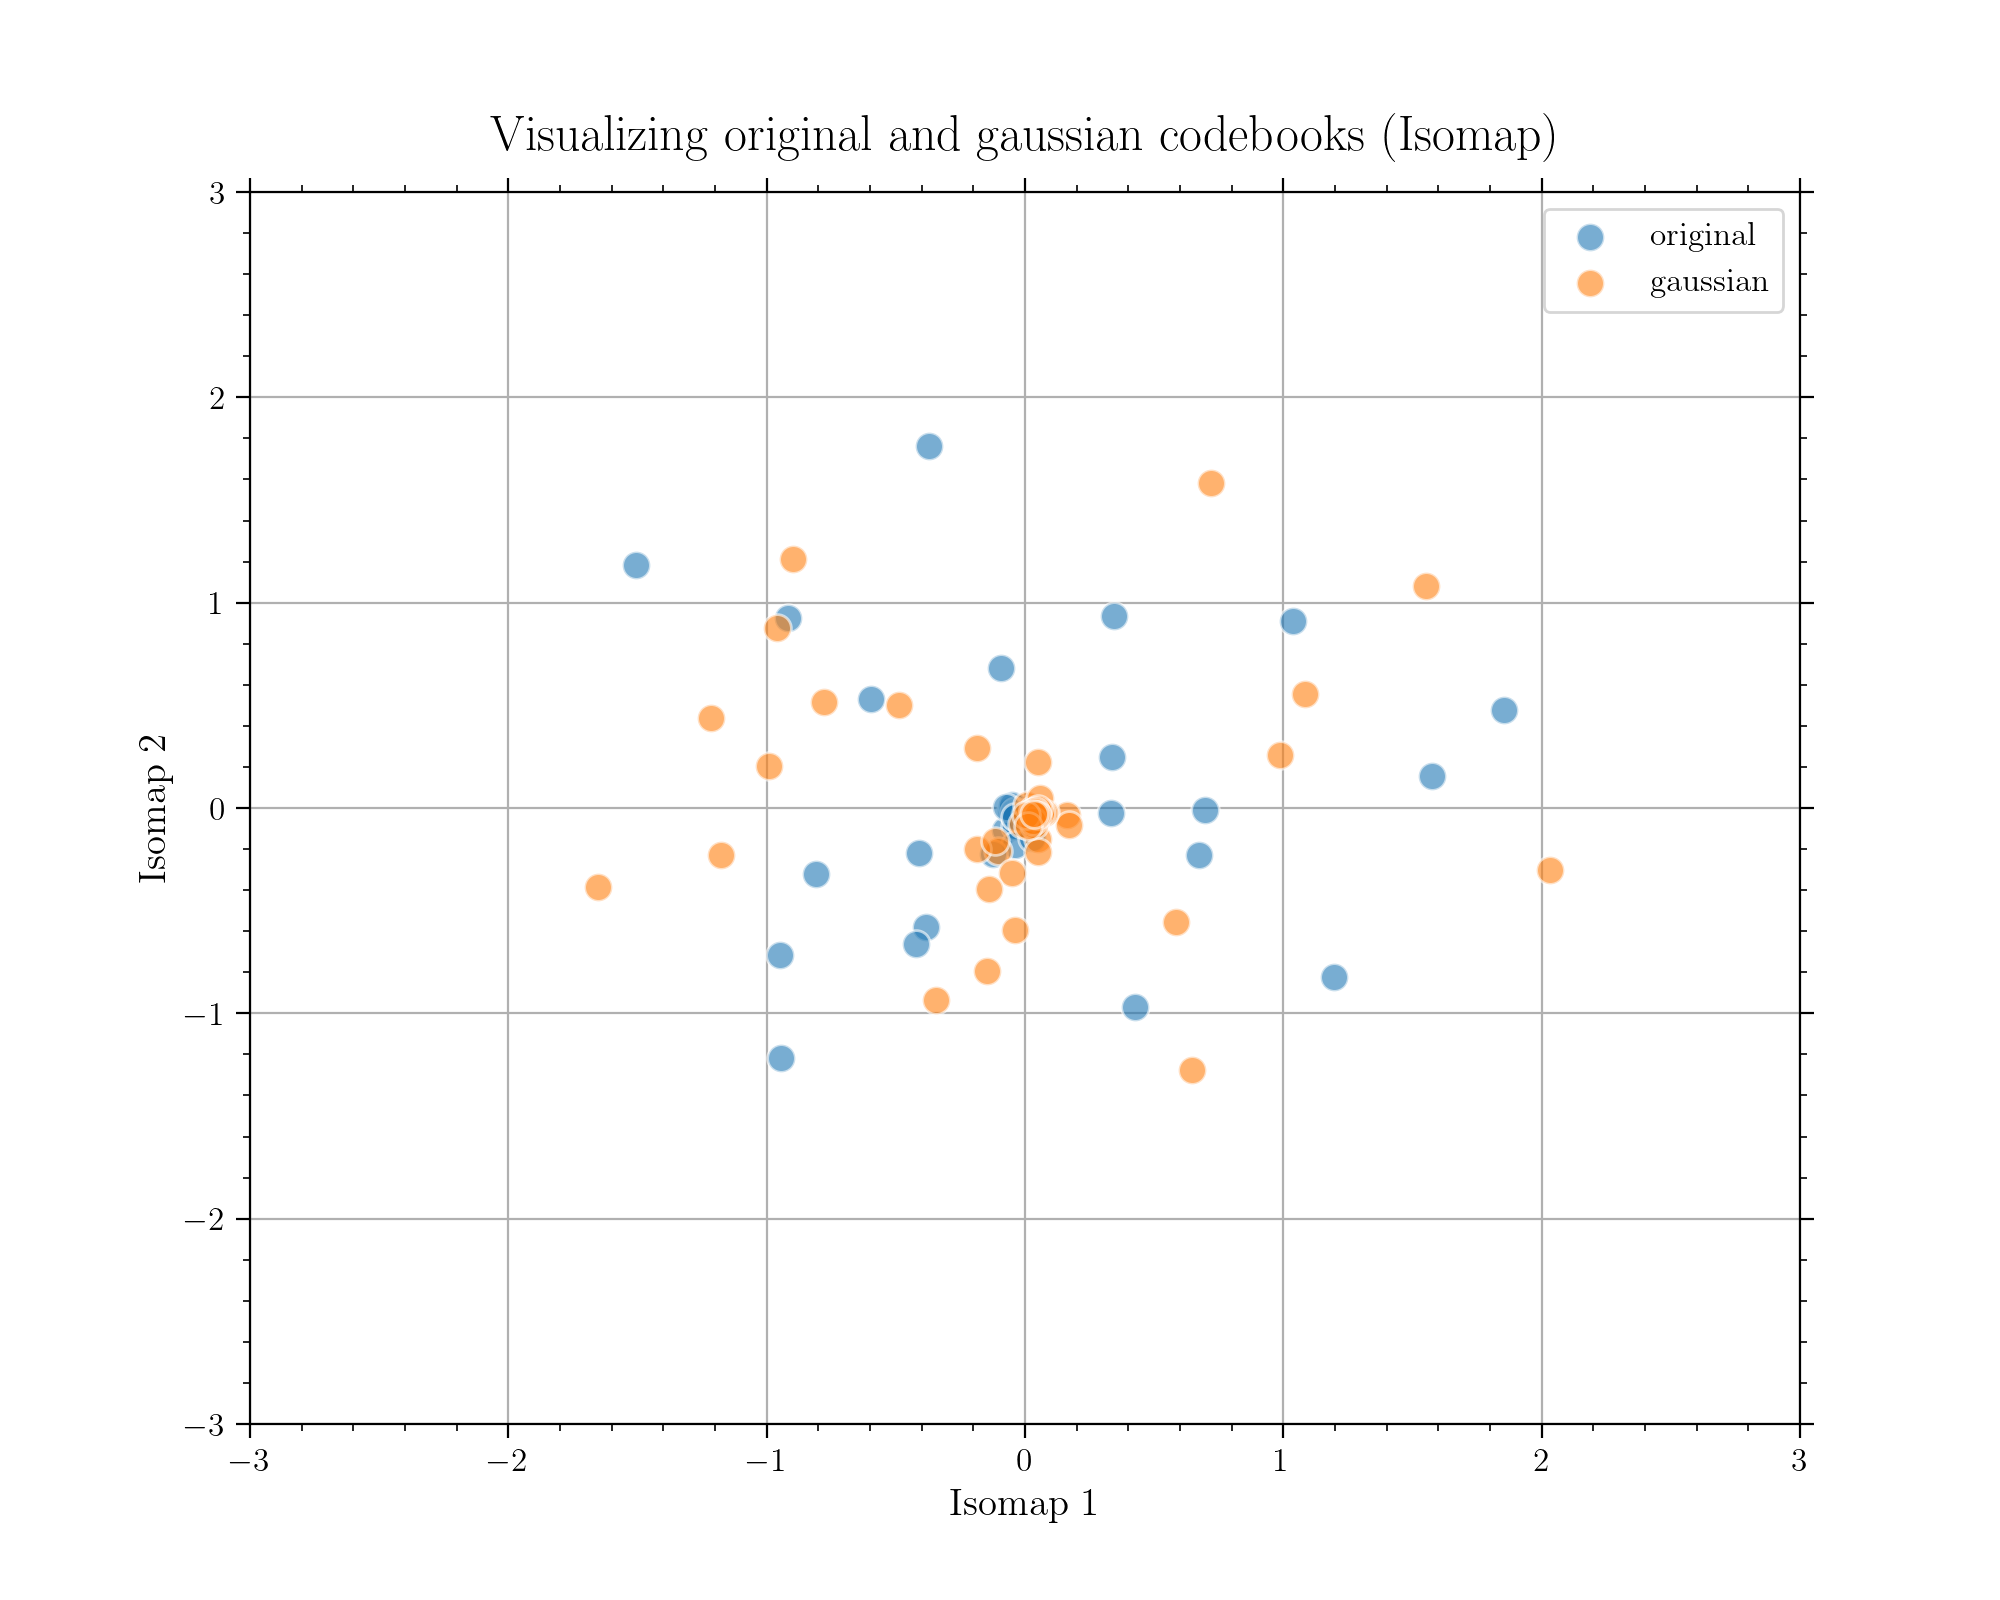 Visualizing original and gaussian codebooks (Isomap)
original
gaussian
3
2
1
0
−1
−2
−3
Isomap 2
−3
−2
−1
0
1
2
3
Isomap 1